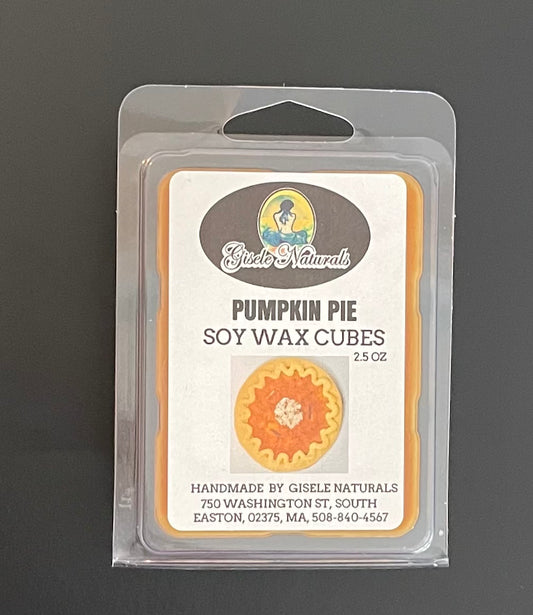 Gisele Naturals
PUMPKIN PIE
SOY WAX CUBES
2.5 OZ
HANDMADE BY GISELE NATURALS
750 WASHINGTON ST, SOUTH
EASTON, 02375, MA, 508-840-4567